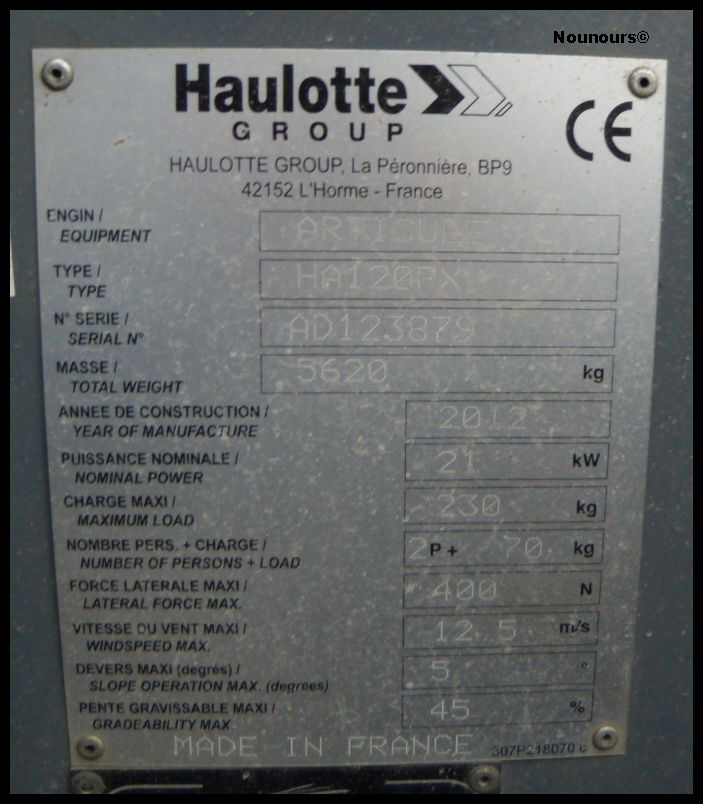 Nounours©
Haulotte
GROUP
CE
HAULOTTE GROUP, La Péronnière, BP9
42152 L'Horme - France
ENGIN /
EQUIPMENT
ARTICULE
TYPE /
TYPE
HA120PX
N° SERIE /
SERIAL N°
AD123879
MASSE /
TOTAL WEIGHT
5620 kg
ANNEE DE CONSTRUCTION /
YEAR OF MANUFACTURE
2012
PUISSANCE NOMINALE /
NOMINAL POWER
21 kW
CHARGE MAXI /
MAXIMUM LOAD
230 kg
NOMBRE PERS. + CHARGE /
NUMBER OF PERSONS + LOAD
2 P + 70 kg
FORCE LATERALE MAXI /
LATERAL FORCE MAX.
400 N
VITESSE DU VENT MAXI /
WINDSPEED MAX.
12.5 m/s
DEVERS MAXI (degrés) /
SLOPE OPERATION MAX. (degrees)
5 °
PENTE GRAVISSABLE MAXI /
GRADEABILITY MAX.
45 %
MADE IN FRANCE 307P218070 c